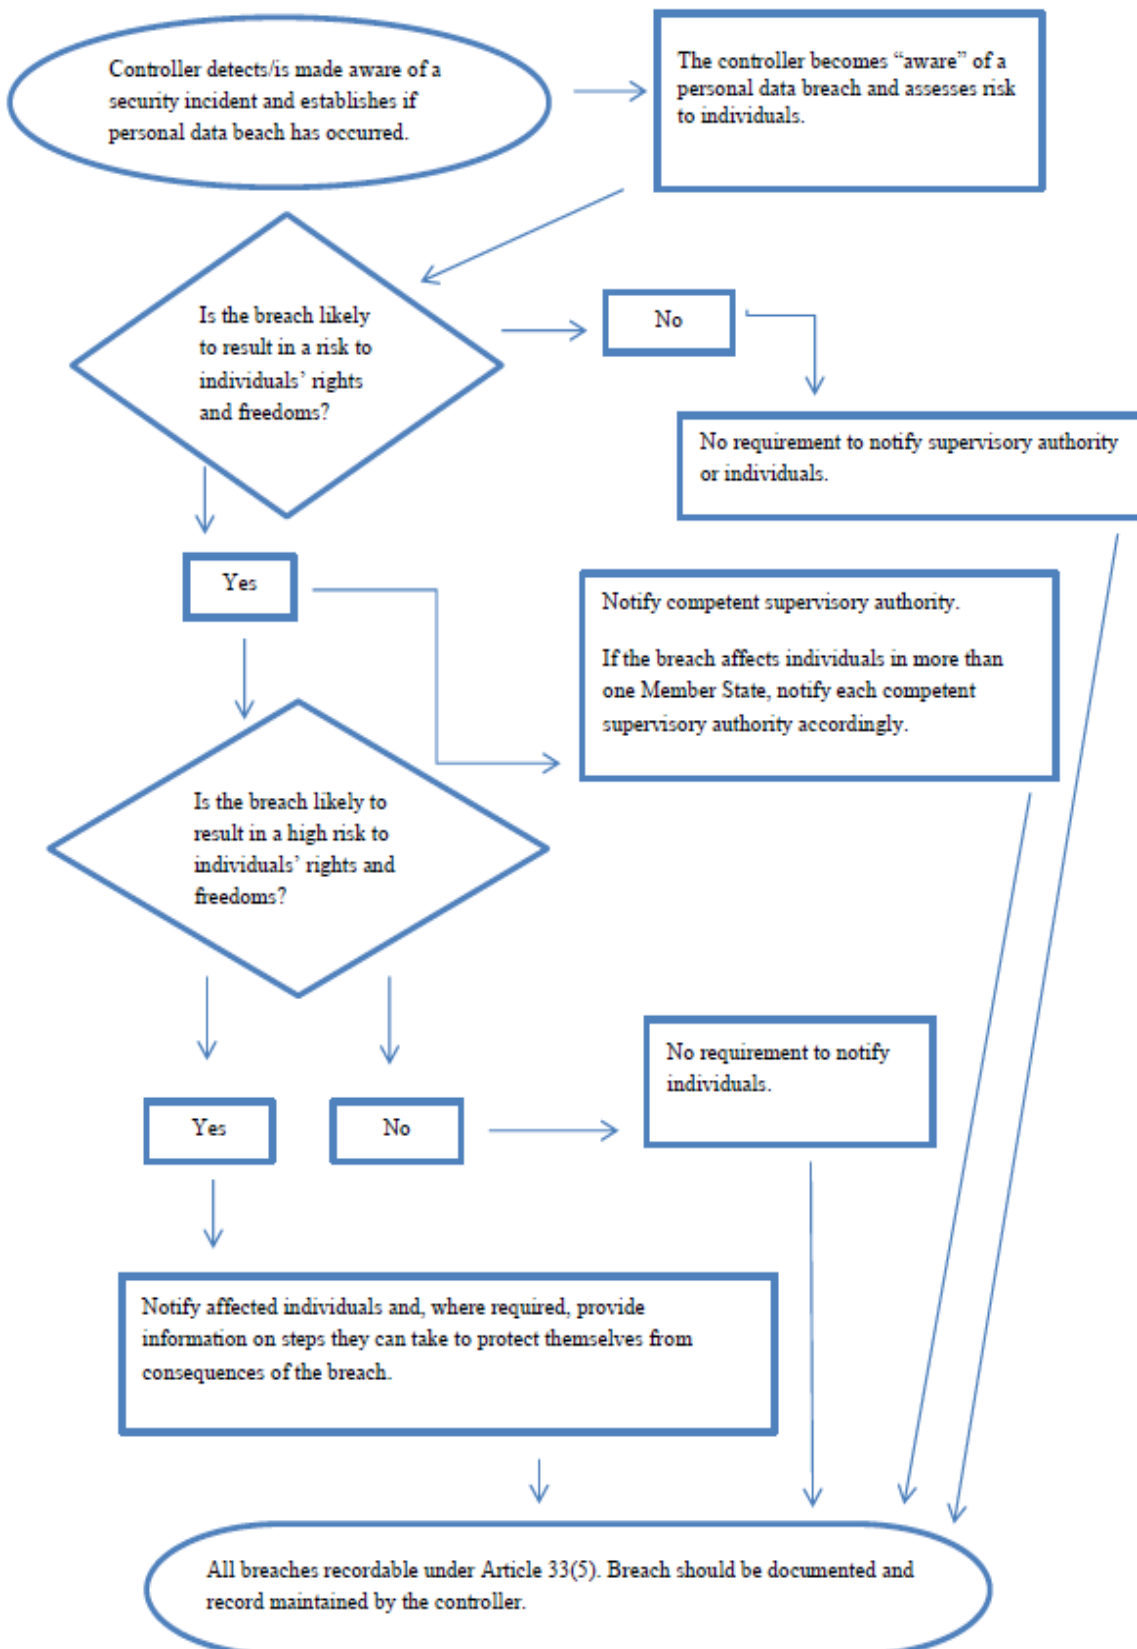 Controller detects/is made aware of a
security incident and establishes if
personal data beach has occurred.
The controller becomes “aware” of a
personal data breach and assesses risk
to individuals.
Is the breach likely
to result in a risk to
individuals’ rights
and freedoms?
No
No requirement to notify supervisory authority
or individuals.
Yes
Notify competent supervisory authority.
If the breach affects individuals in more than
one Member State, notify each competent
supervisory authority accordingly.
Is the breach likely to
result in a high risk to
individuals’ rights and
freedoms?
No requirement to notify
individuals.
Yes
No
Notify affected individuals and, where required, provide
information on steps they can take to protect themselves from
consequences of the breach.
All breaches recordable under Article 33(5). Breach should be documented and
record maintained by the controller.